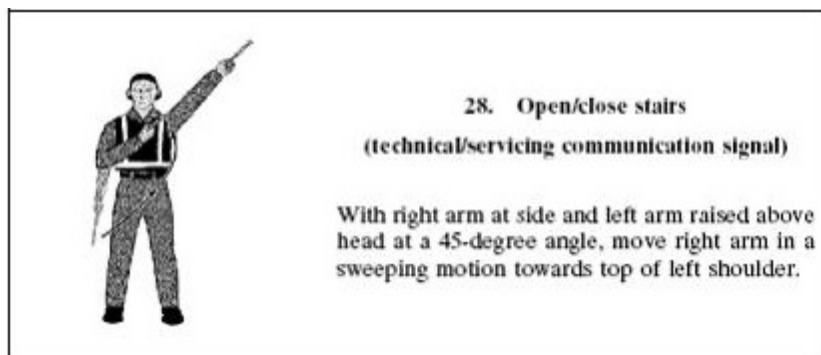 28. Open/close stairs
(technical/servicing communication signal)
With right arm at side and left arm raised above
head at a 45-degree angle, move right arm in a
sweeping motion towards top of left shoulder.